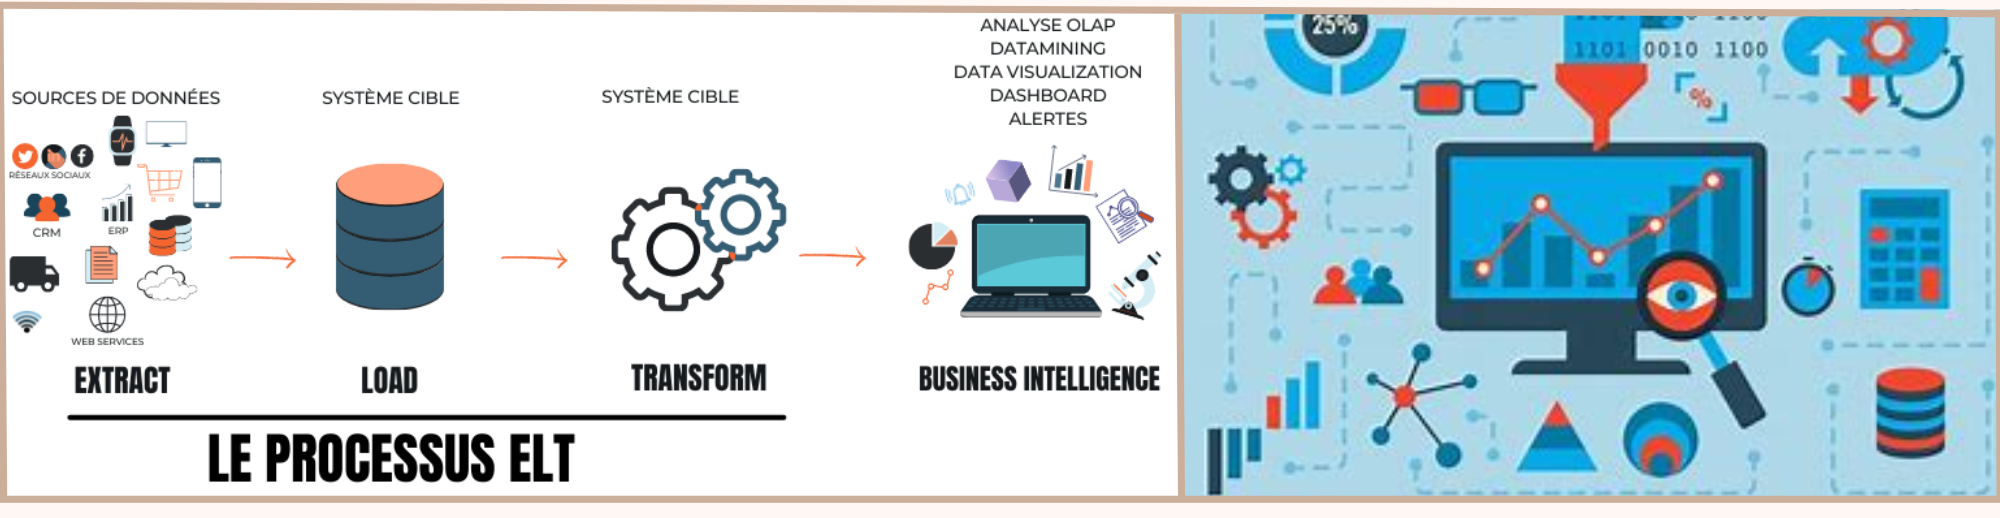 SOURCES DE DONNÉES
RÉSEAUX SOCIAUX
CRM
ERP
WEB SERVICES
EXTRACT
SYSTÈME CIBLE
LOAD
SYSTÈME CIBLE
TRANSFORM
LE PROCESSUS ELT
ANALYSE OLAP
DATAMINING
DATA VISUALIZATION
DASHBOARD
ALERTES
BUSINESS INTELLIGENCE
25%
1101 0010 1100
%